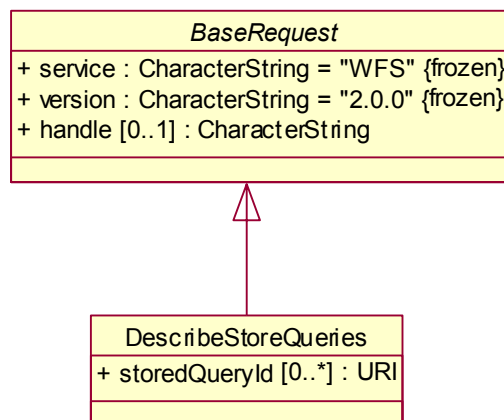 BaseRequest
+ service : CharacterString = "WFS" {frozen}
+ version : CharacterString = "2.0.0" {frozen}
+ handle [0..1] : CharacterString
DescribeStoreQueries
+ storedQueryId [0..*] : URI